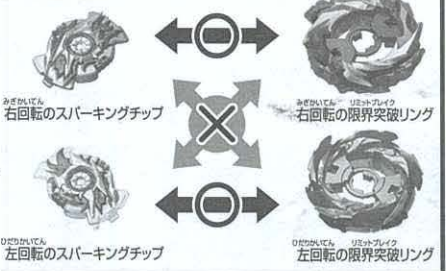 みぎかいてん
右回転のスパーキングチップ
みぎかいてん リミットブレイク
右回転の限界突破リング
ひだりかいてん
左回転のスパーキングチップ
ひだりかいてん リミットブレイク
左回転の限界突破リング